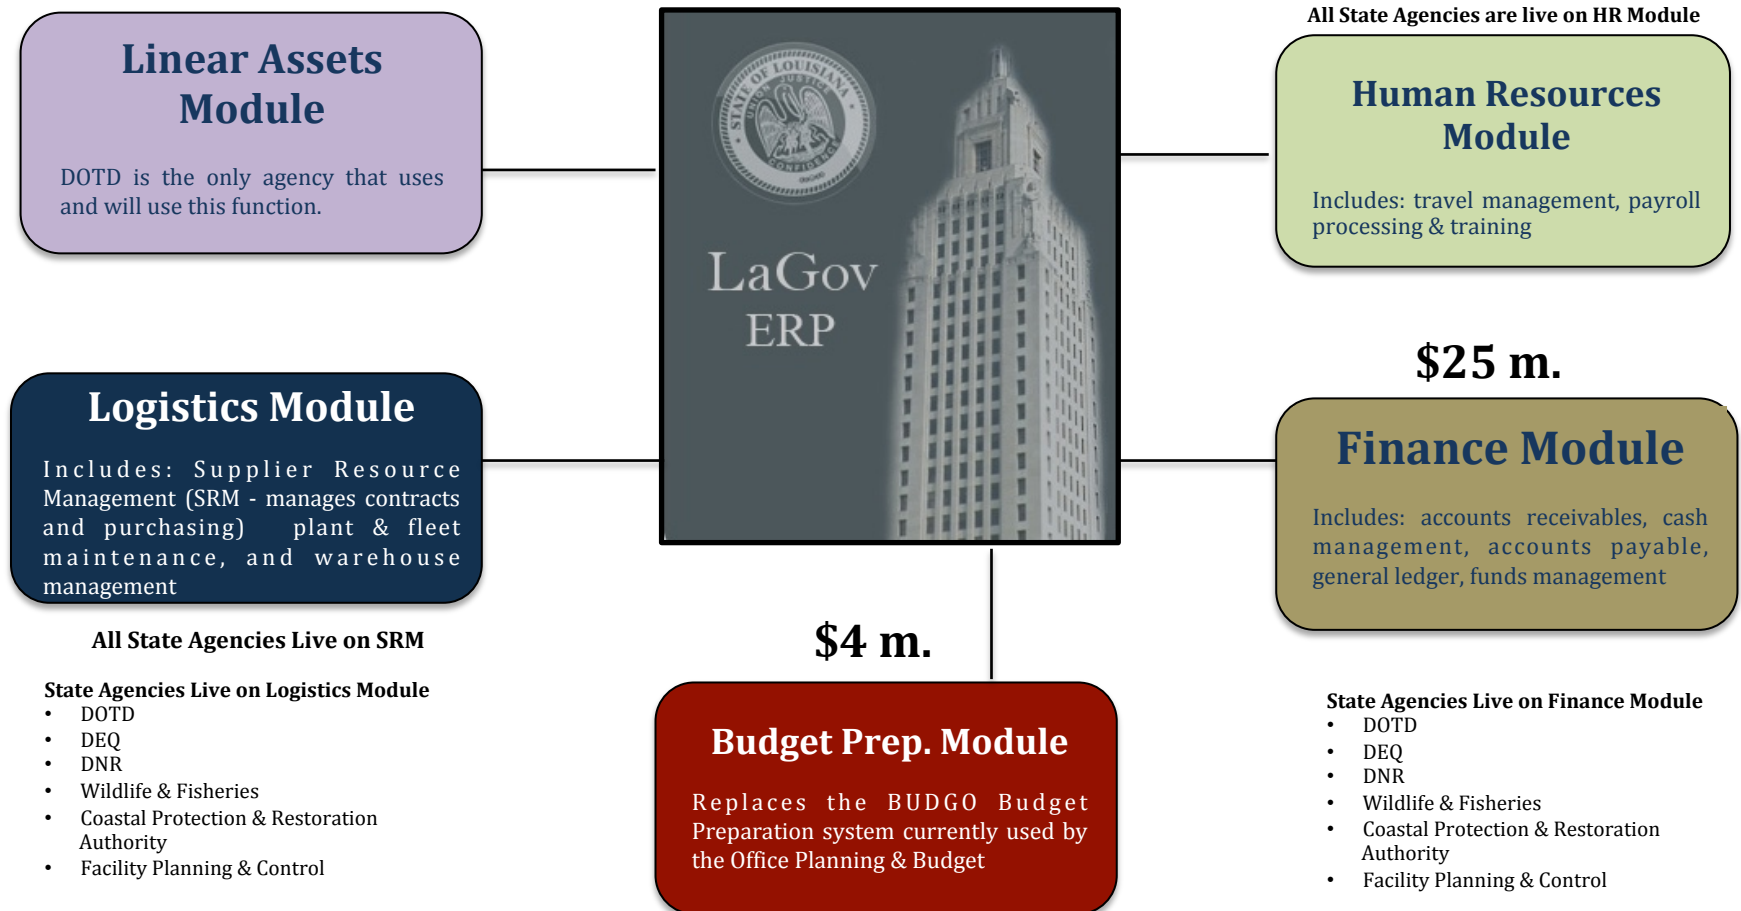 Linear Assets
Module
DOTD is the only agency that uses
and will use this function.
STATE OF LOUISIANA
UNION JUSTICE
CONFIDENCE
LaGov
ERP
All State Agencies are live on HR Module
Human Resources
Module
Includes: travel management, payroll
processing & training
Logistics Module
Includes: Supplier Resource
Management (SRM - manages contracts
and purchasing) plant & fleet
maintenance, and warehouse
management
All State Agencies Live on SRM
State Agencies Live on Logistics Module
• DOTD
• DEQ
• DNR
• Wildlife & Fisheries
• Coastal Protection & Restoration
Authority
• Facility Planning & Control
$4 m.
Budget Prep. Module
Replaces the BUDGO Budget
Preparation system currently used by
the Office Planning & Budget
$25 m.
Finance Module
Includes: accounts receivables, cash
management, accounts payable,
general ledger, funds management
State Agencies Live on Finance Module
• DOTD
• DEQ
• DNR
• Wildlife & Fisheries
• Coastal Protection & Restoration
Authority
• Facility Planning & Control